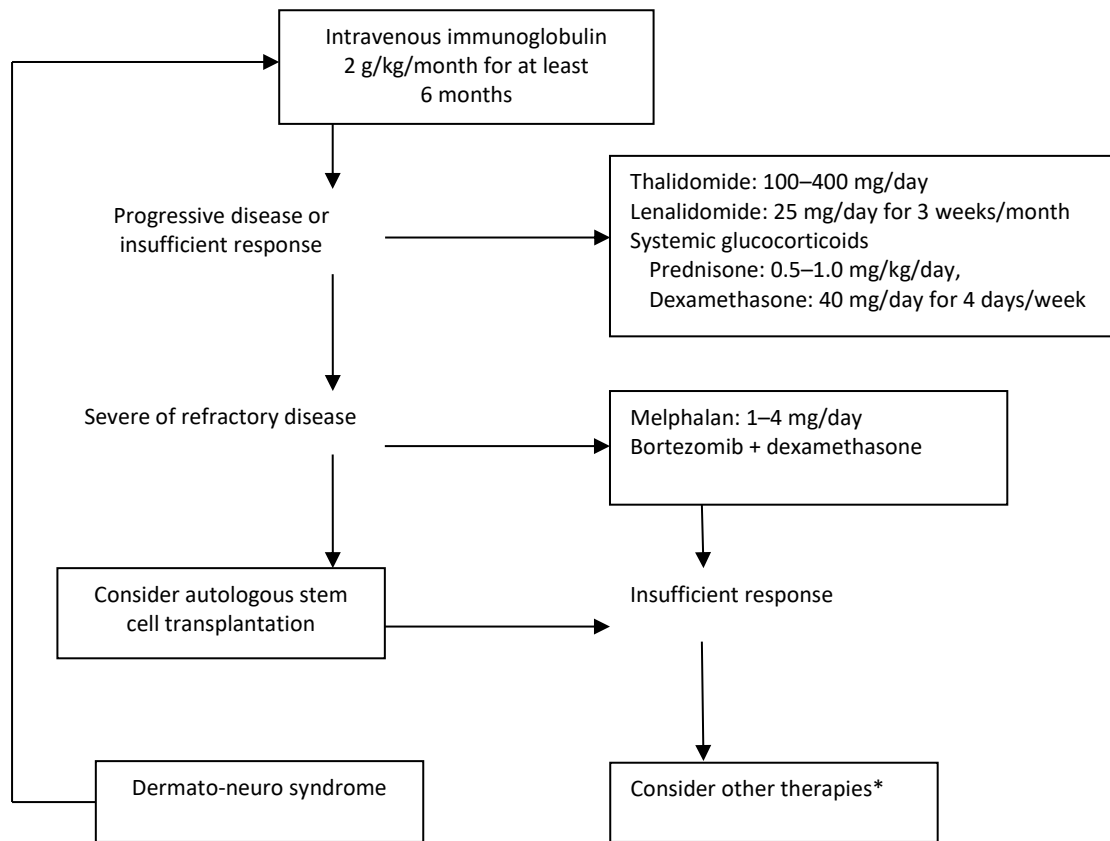 Intravenous immunoglobulin
2 g/kg/month for at least
6 months
Progressive disease or
insufficient response
Thalidomide: 100–400 mg/day
Lenalidomide: 25 mg/day for 3 weeks/month
Systemic glucocorticoids
Prednisone: 0.5–1.0 mg/kg/day,
Dexamethasone: 40 mg/day for 4 days/week
Severe of refractory disease
Melphalan: 1–4 mg/day
Bortezomib + dexamethasone
Consider autologous stem
cell transplantation
Insufficient response
Dermato-neuro syndrome
Consider other therapies*